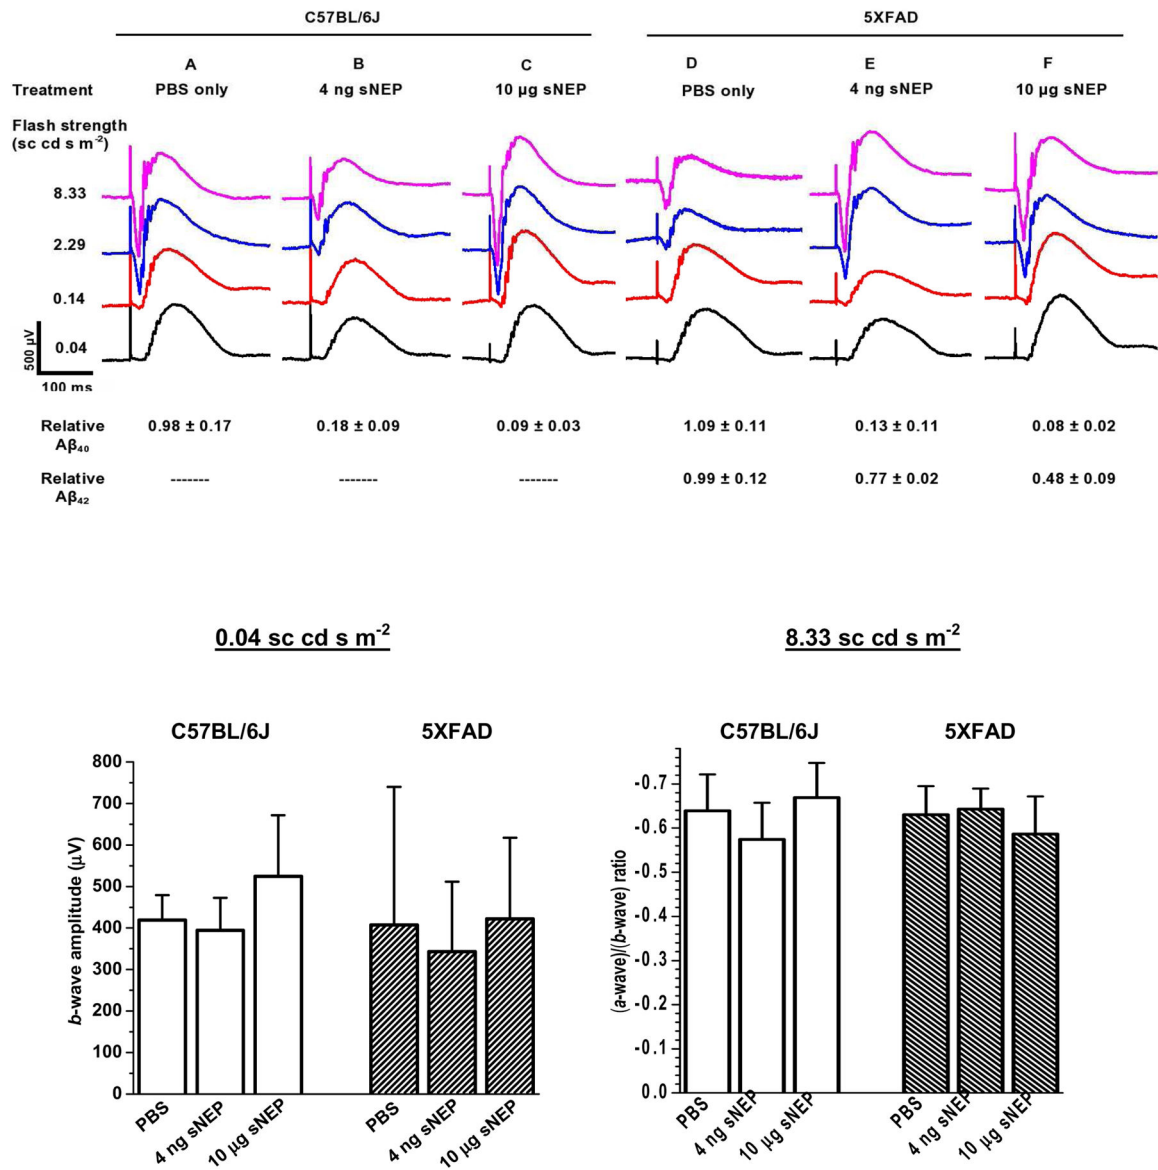 C57BL/6J 5XFAD
A B C D E F
Treatment PBS only 4 ng sNEP 10 µg sNEP PBS only 4 ng sNEP 10 µg sNEP
Flash strength
(sc cd s m⁻²)
8.33
2.29
0.14
0.04
500 µV
100 ms
Relative Aβ₄₀ 0.98 ± 0.17 0.18 ± 0.09 0.09 ± 0.03 1.09 ± 0.11 0.13 ± 0.11 0.08 ± 0.02
Relative Aβ₄₂ ------- ------- ------- 0.99 ± 0.12 0.77 ± 0.02 0.48 ± 0.09
0.04 sc cd s m⁻² 8.33 sc cd s m⁻²
C57BL/6J 5XFAD
b-wave amplitude (µV)
800
700
600
500
400
300
200
100
0
PBS 4 ng sNEP 10 µg sNEP PBS 4 ng sNEP 10 µg sNEP
C57BL/6J 5XFAD
(a-wave)/(b-wave) ratio
-0.7
-0.6
-0.5
-0.4
-0.3
-0.2
-0.1
0.0
PBS 4 ng sNEP 10 µg sNEP PBS 4 ng sNEP 10 µg sNEP